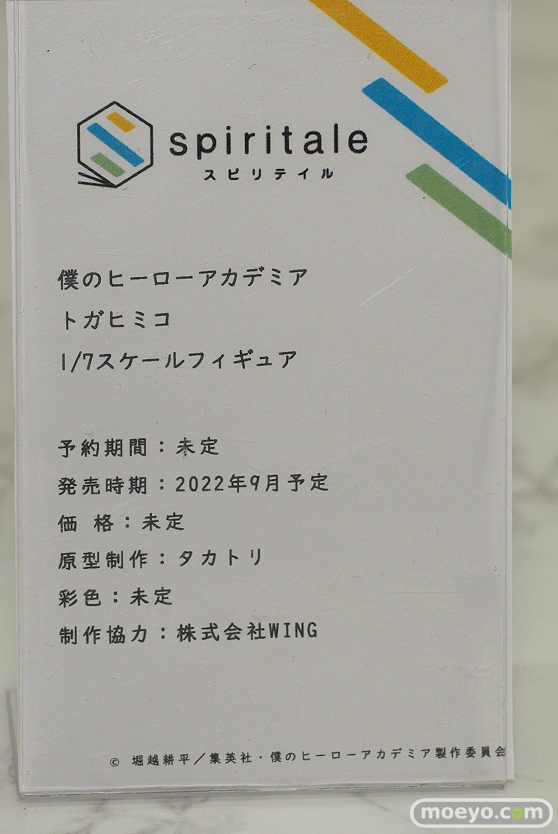 spiritale
スピリテイル
僕のヒーローアカデミア
トガヒミコ
1/7スケールフィギュア
予約期間：未定
発売時期：2022年9月予定
価 格：未定
原型制作：タカトリ
彩色：未定
制作協力：株式会社WING
© 堀越耕平／集英社・僕のヒーローアカデミア製作委員会
moeyo.com